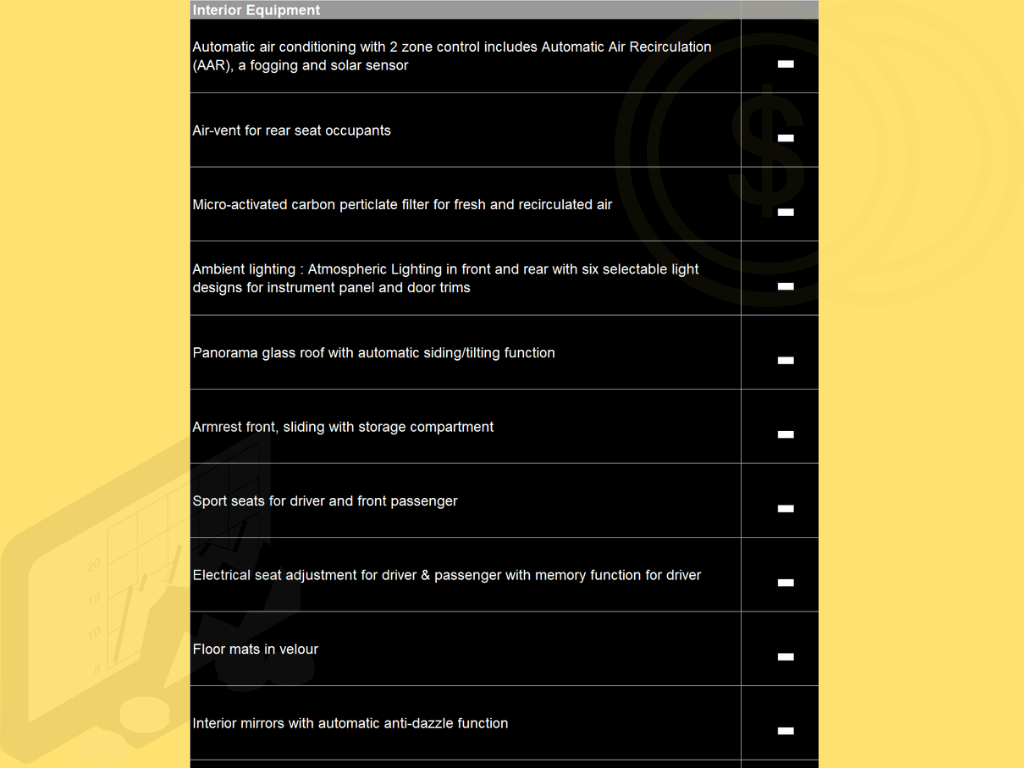 Interior Equipment
Automatic air conditioning with 2 zone control includes Automatic Air Recirculation
(AAR), a fogging and solar sensor
Air-vent for rear seat occupants
Micro-activated carbon perticlate filter for fresh and recirculated air
Ambient lighting : Atmospheric Lighting in front and rear with six selectable light
designs for instrument panel and door trims
Panorama glass roof with automatic siding/tilting function
Armrest front, sliding with storage compartment
Sport seats for driver and front passenger
Electrical seat adjustment for driver & passenger with memory function for driver
Floor mats in velour
Interior mirrors with automatic anti-dazzle function
$
20
15
10
5